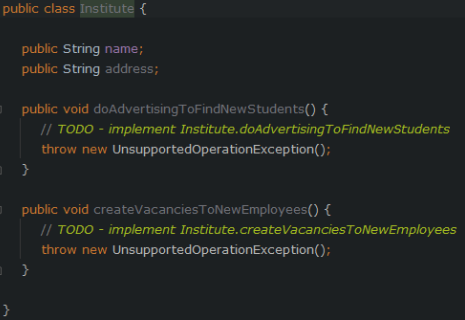 public class Institute {
public String name;
public String address;
public void doAdvertisingToFindNewStudents() {
// TODO - implement Institute.doAdvertisingToFindNewStudents
throw new UnsupportedOperationException();
}
public void createVacanciesToNewEmployees() {
// TODO - implement Institute.createVacanciesToNewEmployees
throw new UnsupportedOperationException();
}
}